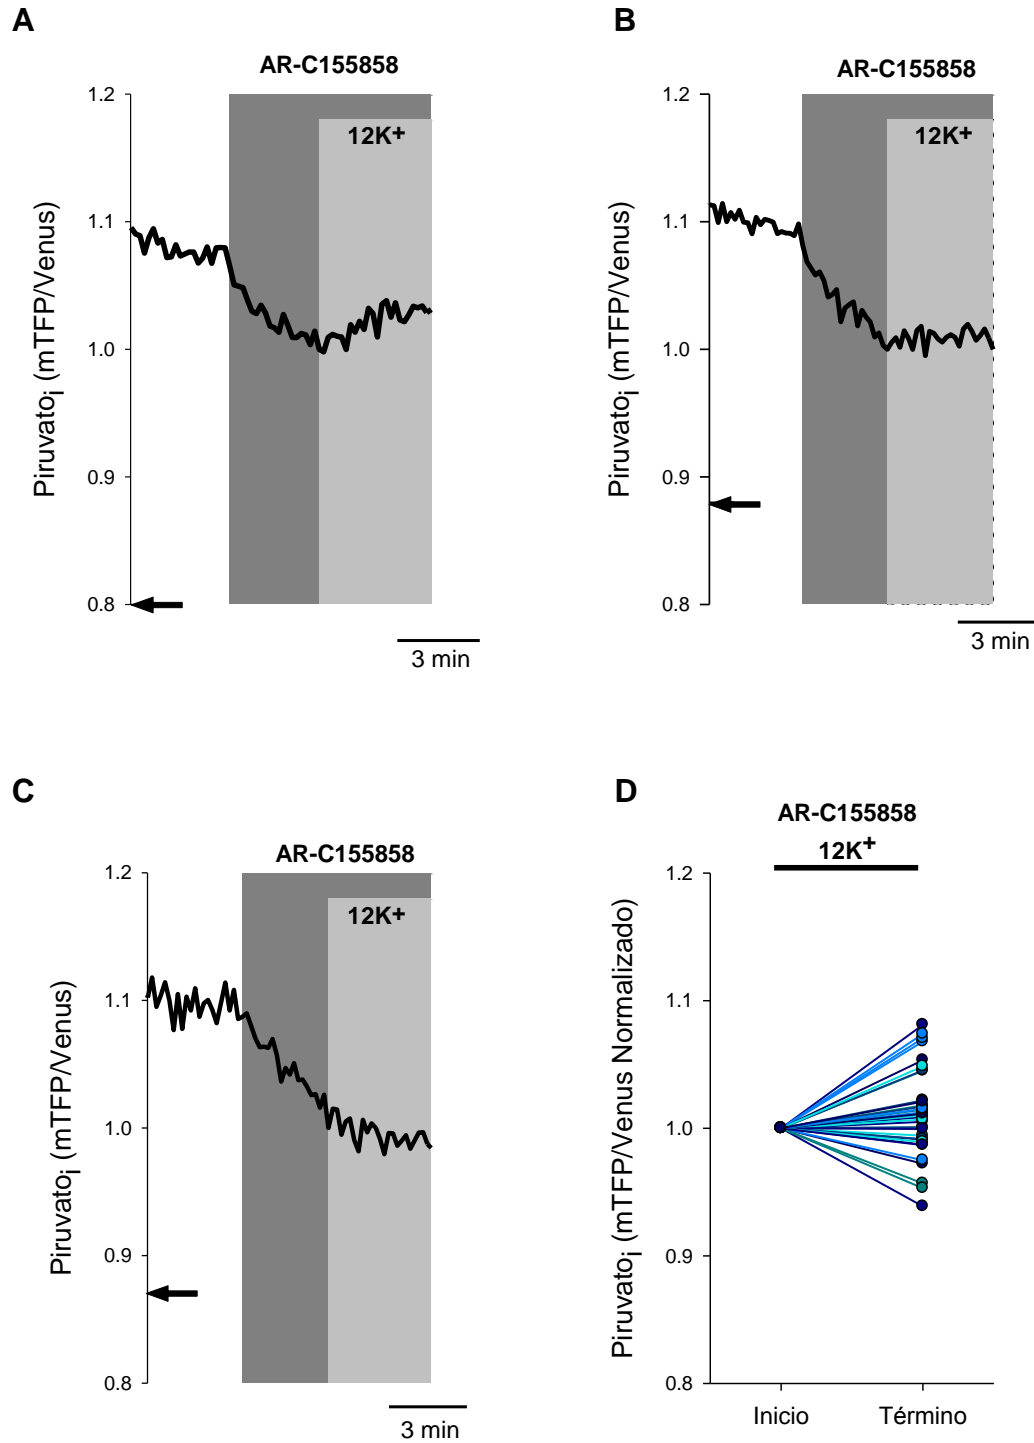 A
AR-C155858
12K+
1.2
1.1
1.0
0.9
0.8
Piruvatoi (mTFP/Venus)
3 min
B
AR-C155858
12K+
1.2
1.1
1.0
0.9
0.8
Piruvatoi (mTFP/Venus)
3 min
C
AR-C155858
12K+
1.2
1.1
1.0
0.9
0.8
Piruvatoi (mTFP/Venus)
3 min
D
AR-C155858
12K+
1.2
1.1
1.0
0.9
0.8
Piruvatoi (mTFP/Venus Normalizado)
Inicio Término